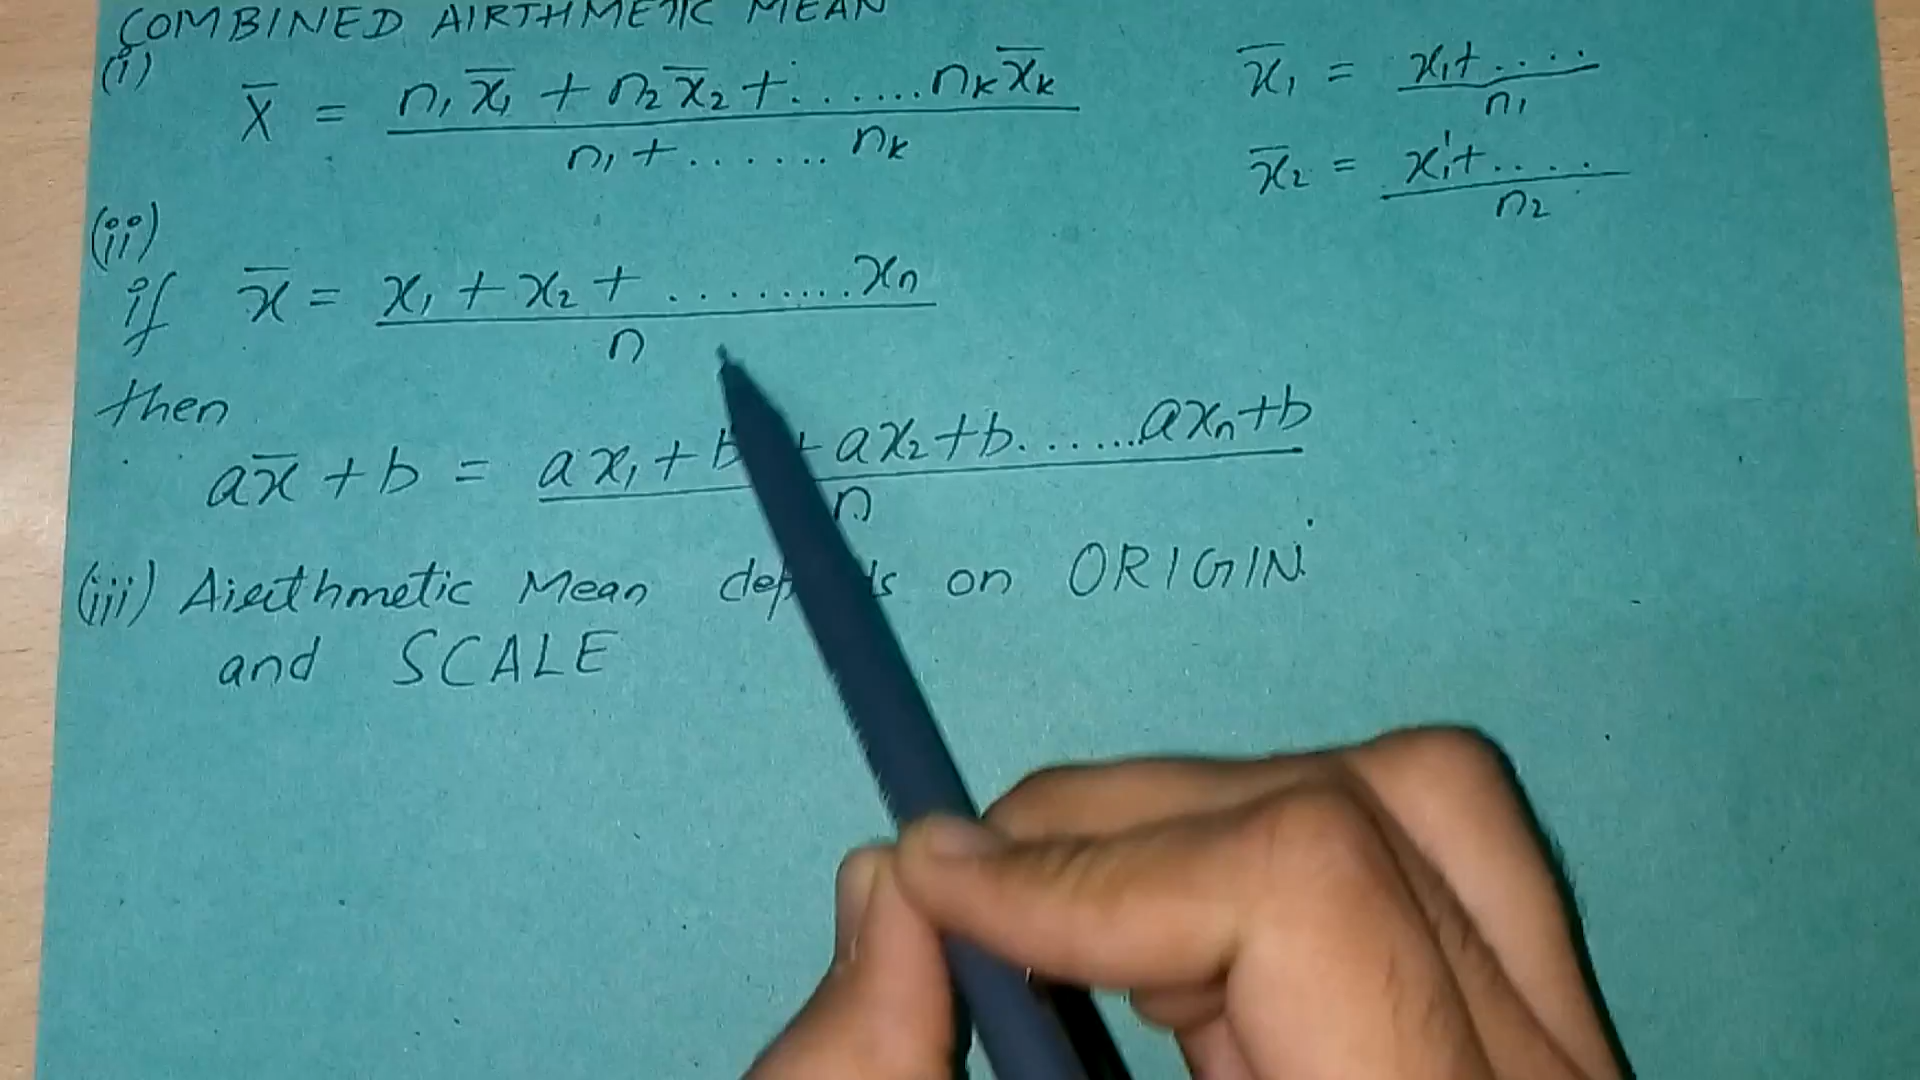 COMBINED AIRTHMETIC MEAN
(i)
X̄ = n₁x̄₁ + n₂x̄₂ + ....... nₖx̄ₖ / n₁ + ....... nₖ
x̄₁ = x₁ + .... / n₁
x̄₂ = x₁' + .... / n₂
(ii)
if x̄ = x₁ + x₂ + ......... xₙ / n
then
ax̄ + b = ax₁ + b + ax₂ + b ...... axₙ + b / n
(iii) Airthmetic Mean on ORIGIN
and SCALE